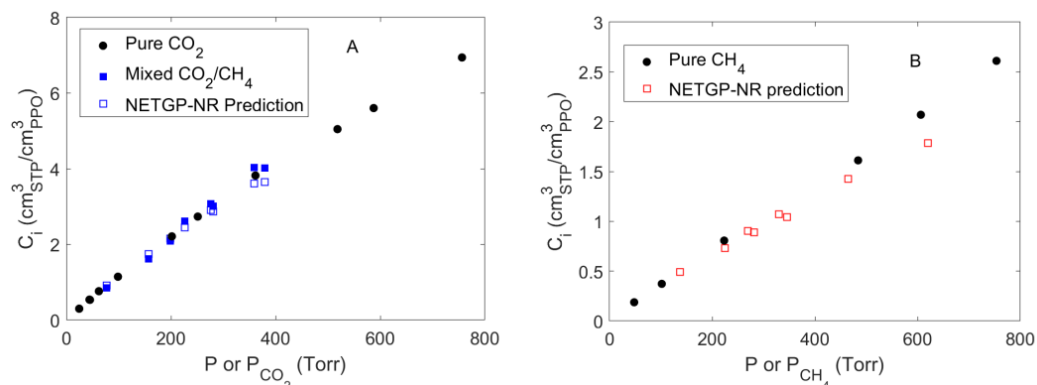 Pure CO2
Mixed CO2/CH4
NETGP-NR Prediction
A
8
6
4
2
0
Ci (cm3STP/cm3PPO)
0 200 400 600 800
P or PCO2 (Torr)
Pure CH4
NETGP-NR prediction
B
3
2.5
2
1.5
1
0.5
0
Ci (cm3STP/cm3PPO)
0 200 400 600 800
P or PCH4 (Torr)